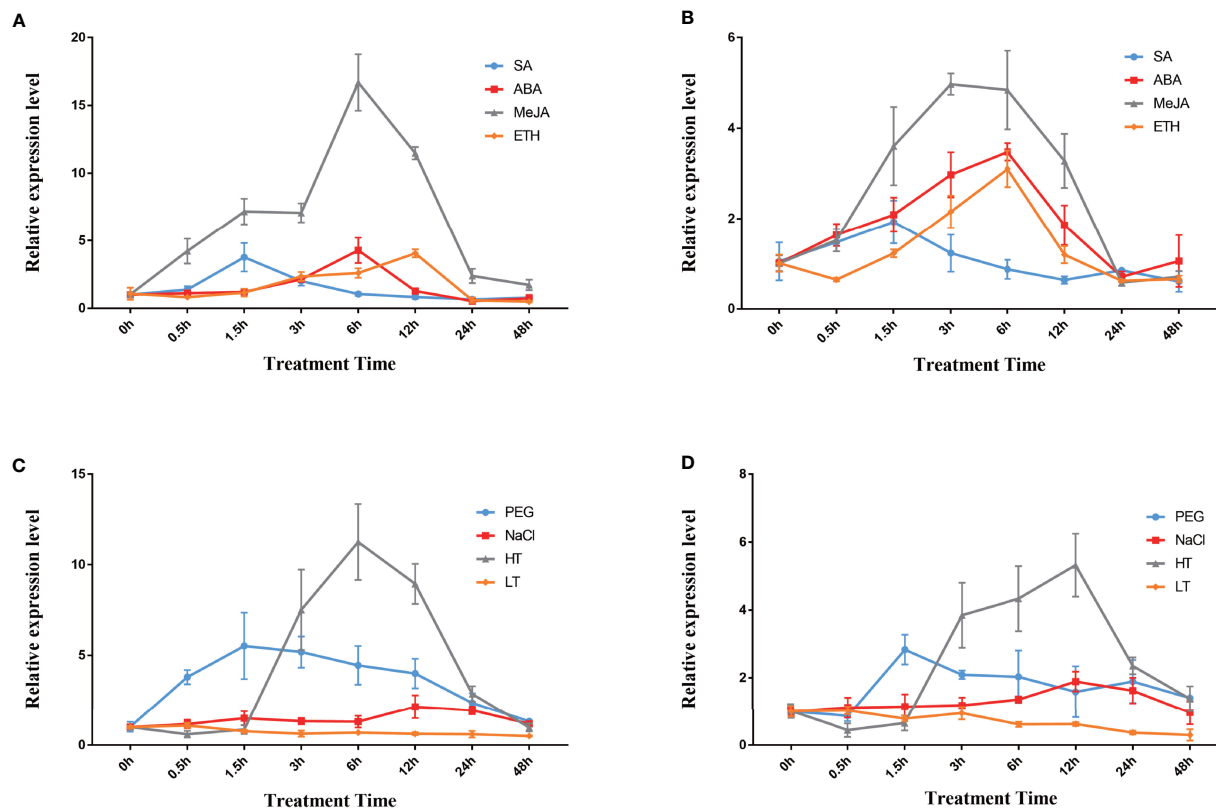 A
Relative expression level
20
15
10
5
0
SA
ABA
MeJA
ETH
0h
0.5h
1.5h
3h
6h
12h
24h
48h
Treatment Time
B
Relative expression level
6
4
2
0
SA
ABA
MeJA
ETH
0h
0.5h
1.5h
3h
6h
12h
24h
48h
Treatment Time
C
Relative expression level
15
10
5
0
PEG
NaCl
HT
LT
0h
0.5h
1.5h
3h
6h
12h
24h
48h
Treatment Time
D
Relative expression level
8
6
4
2
0
PEG
NaCl
HT
LT
0h
0.5h
1.5h
3h
6h
12h
24h
48h
Treatment Time